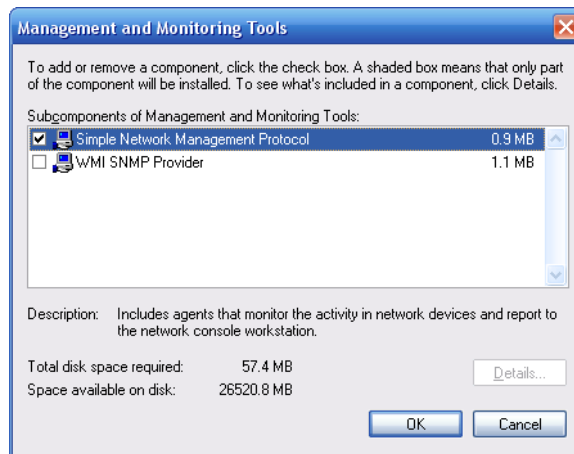 Management and Monitoring Tools
To add or remove a component, click the check box. A shaded box means that only part
of the component will be installed. To see what's included in a component, click Details.
Subcomponents of Management and Monitoring Tools:
Simple Network Management Protocol 0.9 MB
WMI SNMP Provider 1.1 MB
Description: Includes agents that monitor the activity in network devices and report to
the network console workstation.
Total disk space required: 57.4 MB
Details...
Space available on disk: 26520.8 MB
OK Cancel